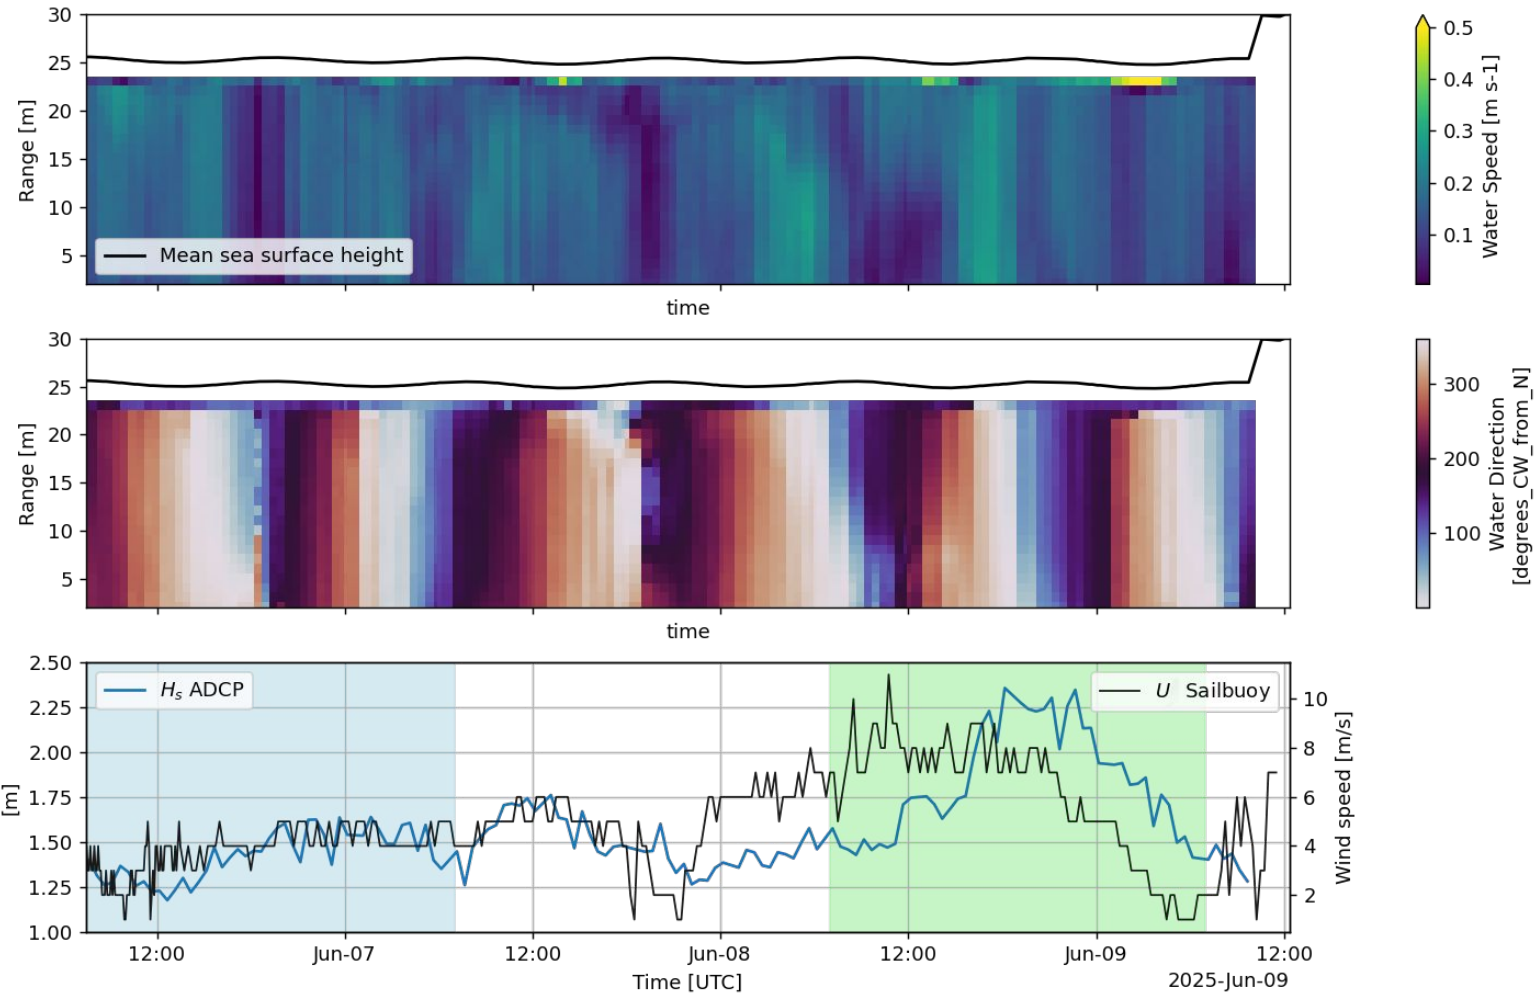 30
25
20
15
10
5
Range [m]
Mean sea surface height
time
0.5
0.4
0.3
0.2
0.1
Water Speed [m s-1]
30
25
20
15
10
5
Range [m]
time
300
200
100
Water Direction
[degrees_CW_from_N]
2.50
2.25
2.00
1.75
1.50
1.25
1.00
[m]
Hs ADCP
U Sailbuoy
10
8
6
4
2
Wind speed [m/s]
12:00 Jun-07 12:00 Jun-08 12:00 Jun-09 12:00
Time [UTC]
2025-Jun-09